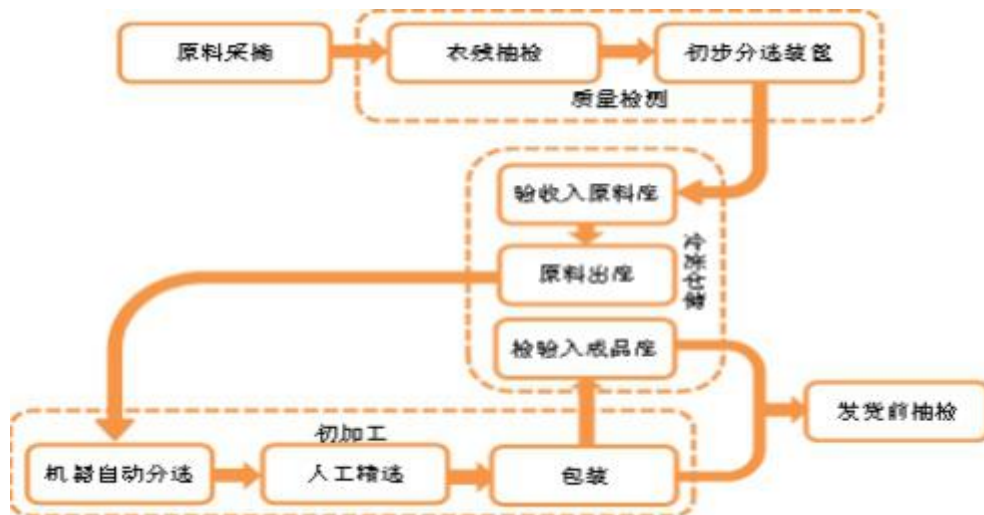 原料采摘
农残抽检
初步分选装筐
质量检测
验收入原料库
原料出库
检验入成品库
冷冻仓储
发货前抽检
初加工
机器自动分选
人工精选
包装